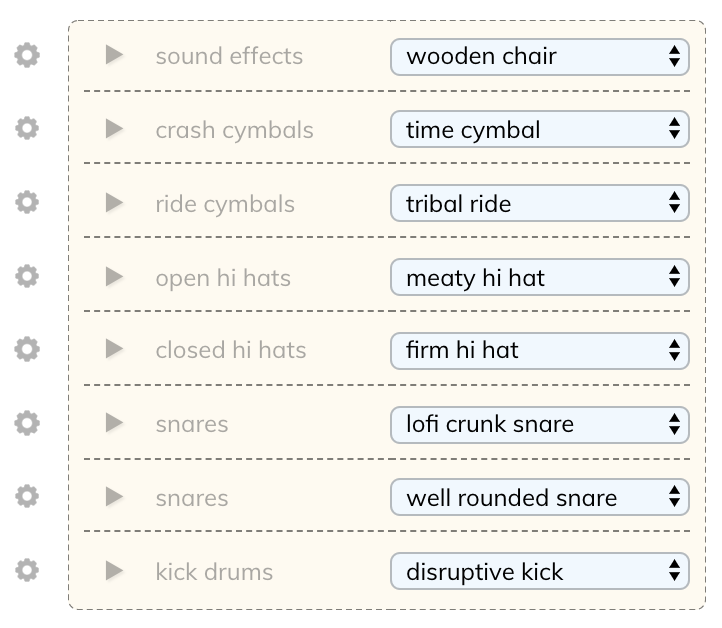 sound effects wooden chair
crash cymbals time cymbal
ride cymbals tribal ride
open hi hats meaty hi hat
closed hi hats firm hi hat
snares lofi crunk snare
snares well rounded snare
kick drums disruptive kick